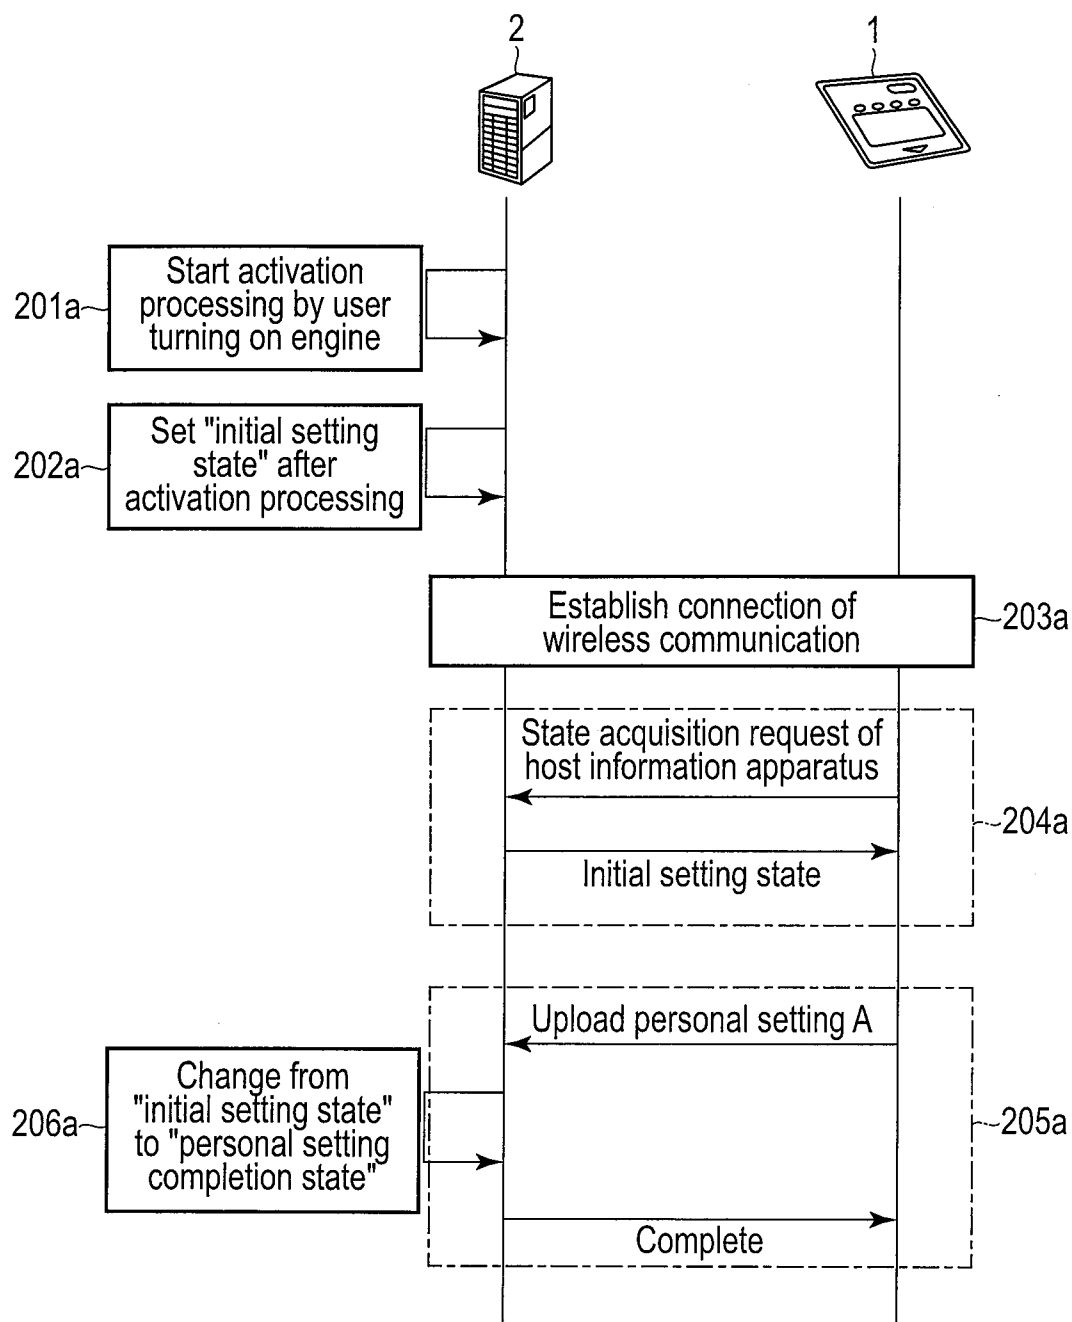 2
1
Start activation
processing by user
turning on engine
201a
Set "initial setting
state" after
activation processing
202a
Establish connection of
wireless communication
203a
State acquisition request of
host information apparatus
204a
Initial setting state
Upload personal setting A
Change from
"initial setting state"
to "personal setting
completion state"
206a
205a
Complete